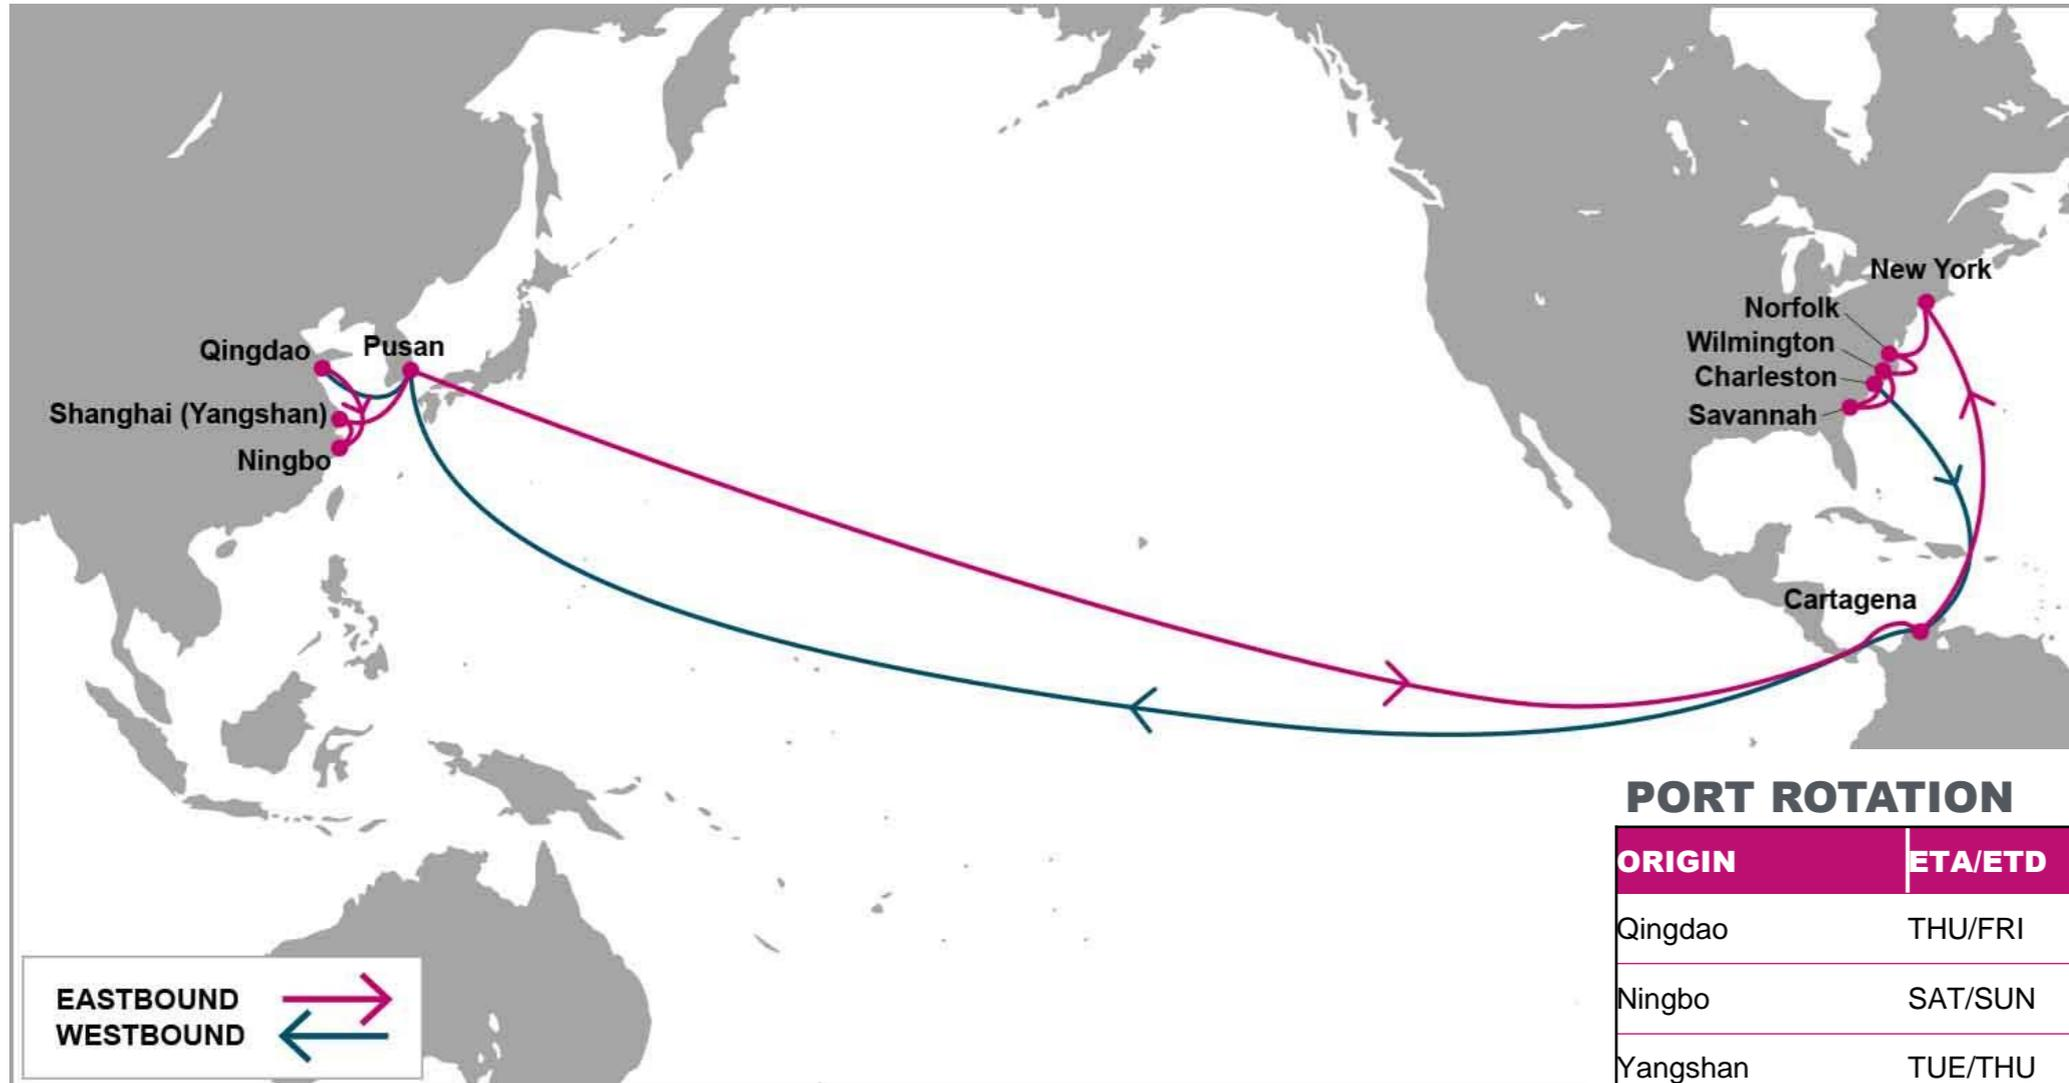 New York
Norfolk
Wilmington
Charleston
Savannah
Qingdao
Pusan
Shanghai (Yangshan)
Ningbo
Cartagena
PORT ROTATION
ORIGIN ETA/ETD
Qingdao THU/FRI
Ningbo SAT/SUN
Yangshan TUE/THU
EASTBOUND
WESTBOUND